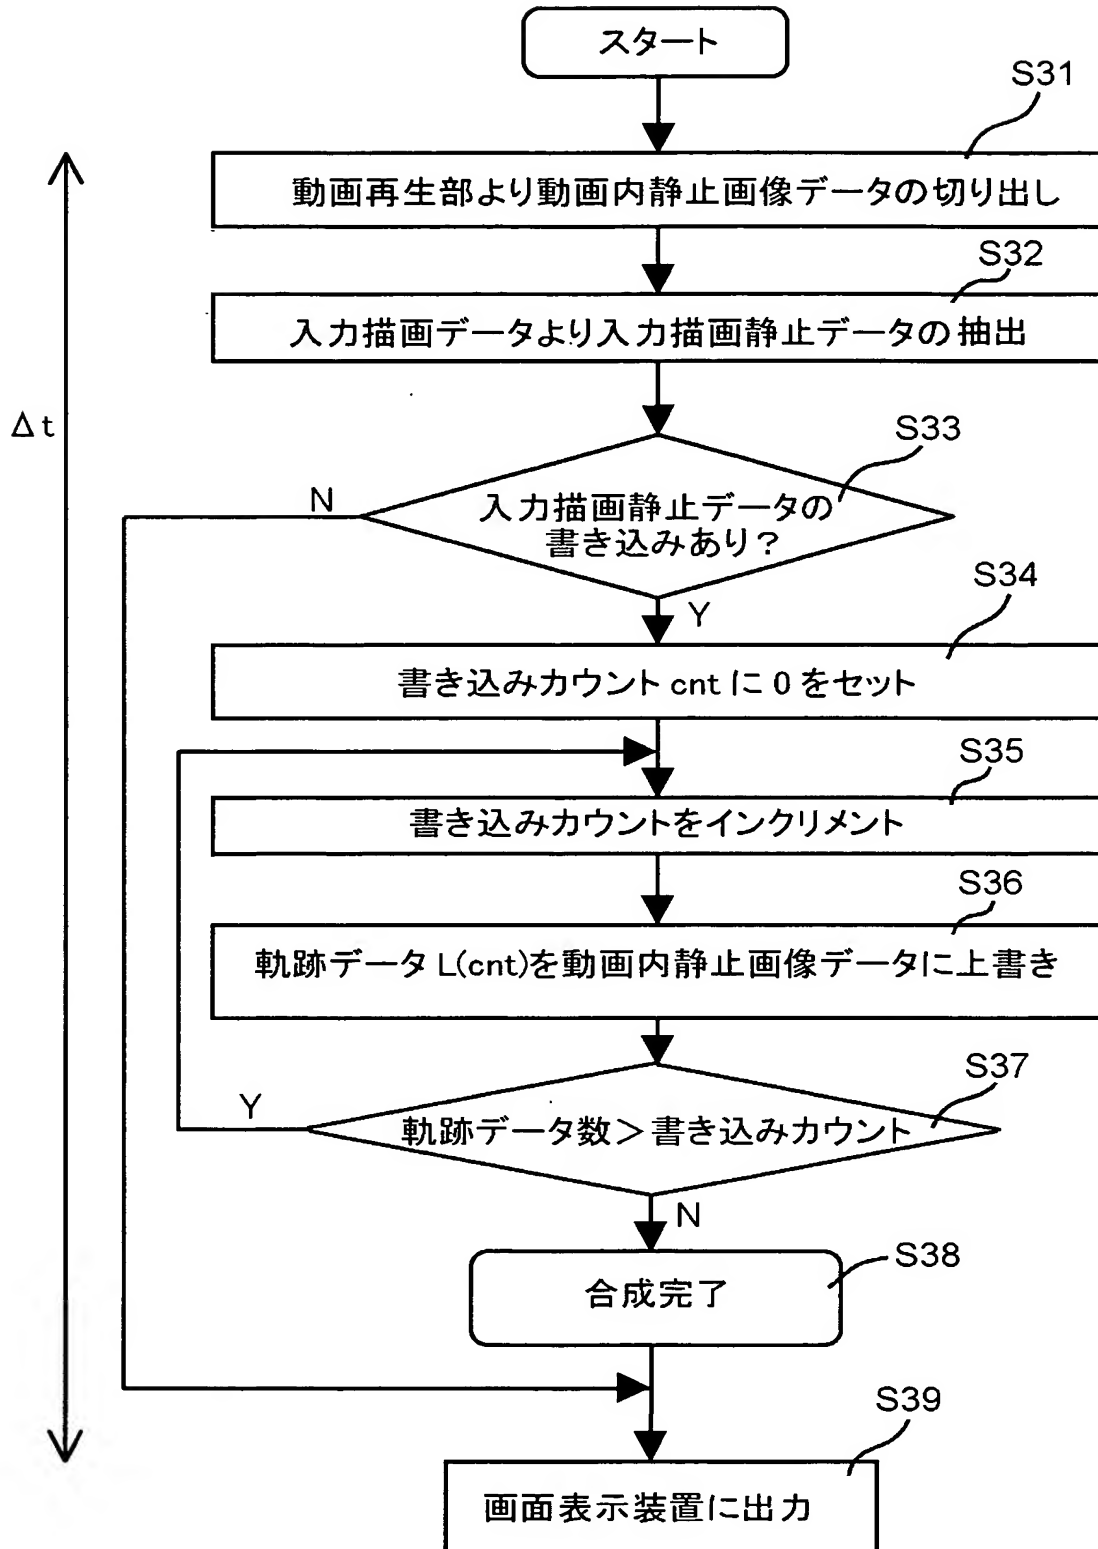 スタート
S31
動画再生部より動画内静止画像データの切り出し
S32
入力描画データより入力描画静止データの抽出
Δt
S33
N
入力描画静止データの
書き込みあり?
Y
S34
書き込みカウント cnt に 0 をセット
S35
書き込みカウントをインクリメント
S36
軌跡データ L(cnt)を動画内静止画像データに上書き
S37
Y
軌跡データ数>書き込みカウント
N
S38
合成完了
S39
画面表示装置に出力